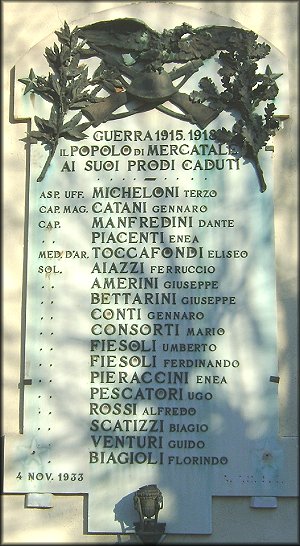 GUERRA 1915.1918
IL POPOLO DI MERCATALE
AI SUOI PRODI CADUTI
ASP. UFF. MICHELONI TERZO
CAP. MAG. CATANI GENNARO
CAP. MANFREDINI DANTE
. . PIACENTI ENEA
MED. D'AR. TOCCAFONDI ELISEO
SOL. AIAZZI FERRUCCIO
. . AMERINI GIUSEPPE
. . BETTARINI GIUSEPPE
. . CONTI GENNARO
. . CONSORTI MARIO
. . FIESOLI UMBERTO
. . FIESOLI FERDINANDO
. . PIERACCINI ENEA
. . PESCATORI UGO
. . ROSSI ALFREDO
. . SCATIZZI BIAGIO
. . VENTURI GUIDO
. . BIAGIOLI FLORINDO
4 NOV. 1933